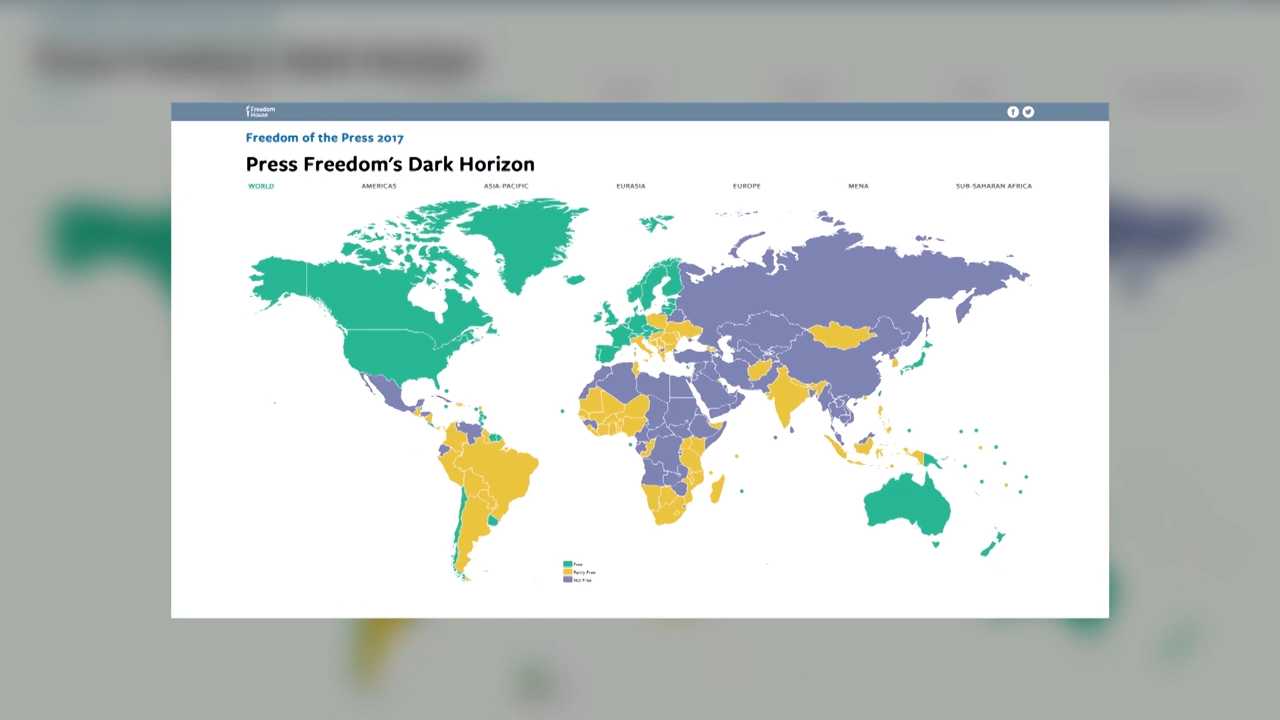 Freedom
House
Freedom of the Press 2017
Press Freedom's Dark Horizon
WORLD AMERICAS ASIA-PACIFIC EURASIA EUROPE MENA SUB-SAHARAN AFRICA
Free
Partly Free
Not Free